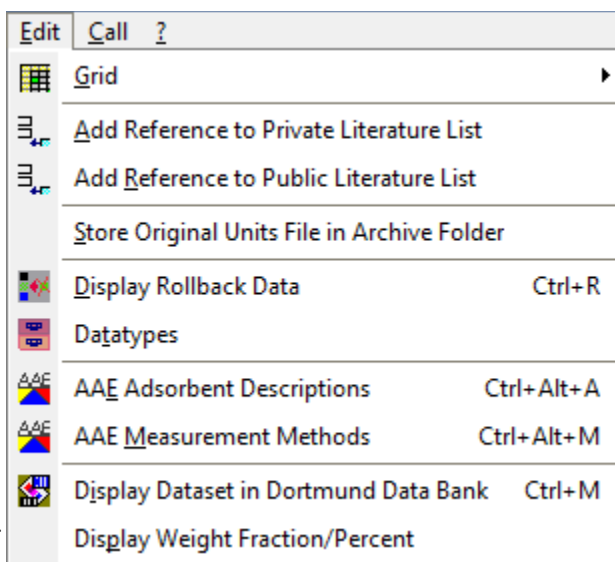 Edit Call ?
Grid
Add Reference to Private Literature List
Add Reference to Public Literature List
Store Original Units File in Archive Folder
Display Rollback Data Ctrl+R
Datatypes
AAE AAE Adsorbent Descriptions Ctrl+Alt+A
AAE AAE Measurement Methods Ctrl+Alt+M
Display Dataset in Dortmund Data Bank Ctrl+M
Display Weight Fraction/Percent